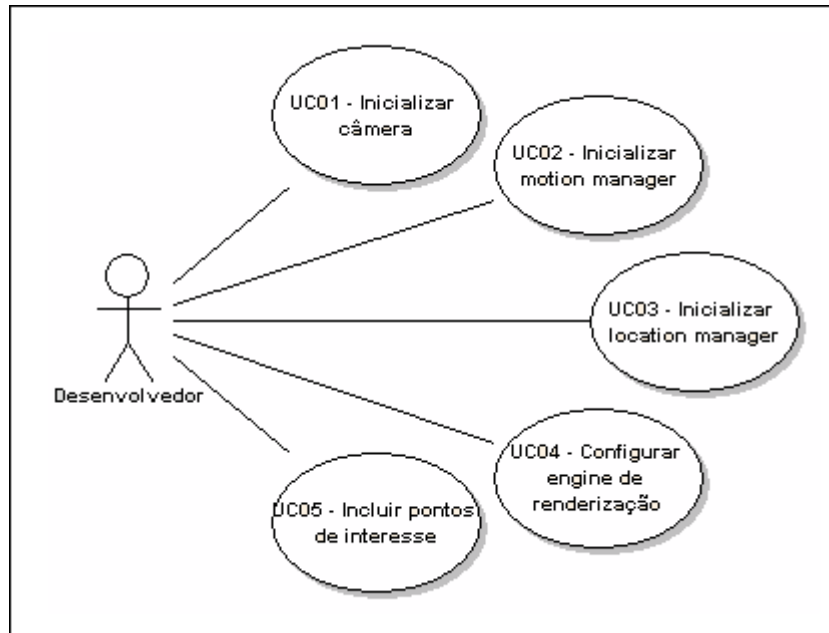 UC01 - Inicializar
câmera
UC02 - Inicializar
motion manager
UC03 - Inicializar
location manager
Desenvolvedor
UC04 - Configurar
engine de
renderização
UC05 - Incluir pontos
de interesse